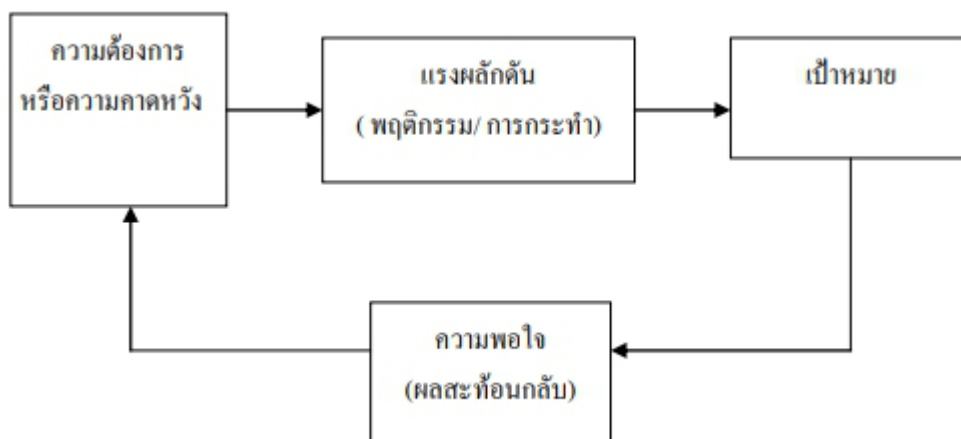 ความต้องการ
หรือความคาดหวัง
แรงผลักดัน
( พฤติกรรม/ การกระทำ)
เป้าหมาย
ความพอใจ
(ผลสะท้อนกลับ)